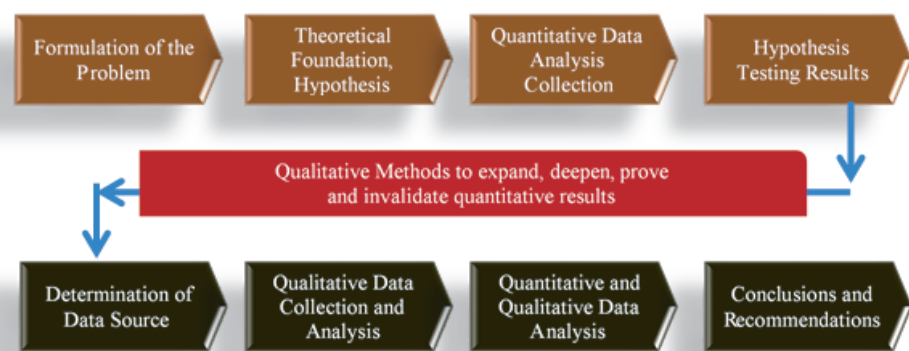 Formulation of the
Problem
Theoretical
Foundation,
Hypothesis
Quantitative Data
Analysis
Collection
Hypothesis
Testing Results
Qualitative Methods to expand, deepen, prove
and invalidate quantitative results
Determination of
Data Source
Qualitative Data
Collection and
Analysis
Quantitative and
Qualitative Data
Analysis
Conclusions and
Recommendations